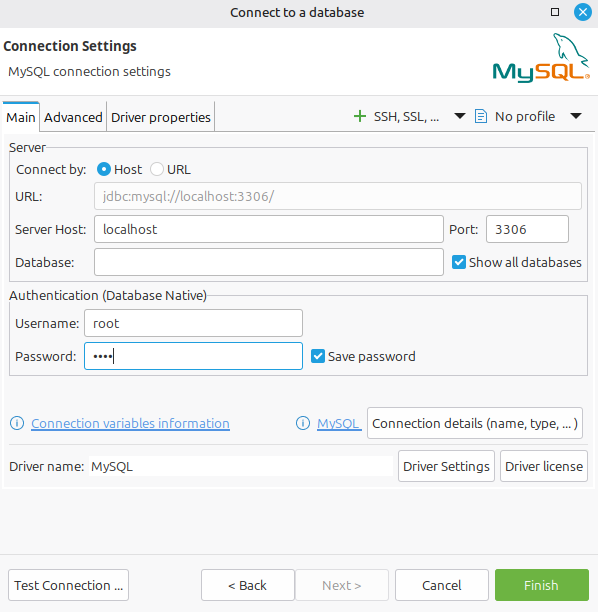 Connect to a database
Connection Settings
MySQL connection settings
MySQL®
Main Advanced Driver properties SSH, SSL, ... No profile
Server
Connect by: Host URL
URL: jdbc:mysql://localhost:3306/
Server Host: localhost Port: 3306
Database: Show all databases
Authentication (Database Native)
Username: root
Password: •••• Save password
Connection variables information MySQL Connection details (name, type, ... )
Driver name: MySQL Driver Settings Driver license
Test Connection ... < Back Next > Cancel Finish